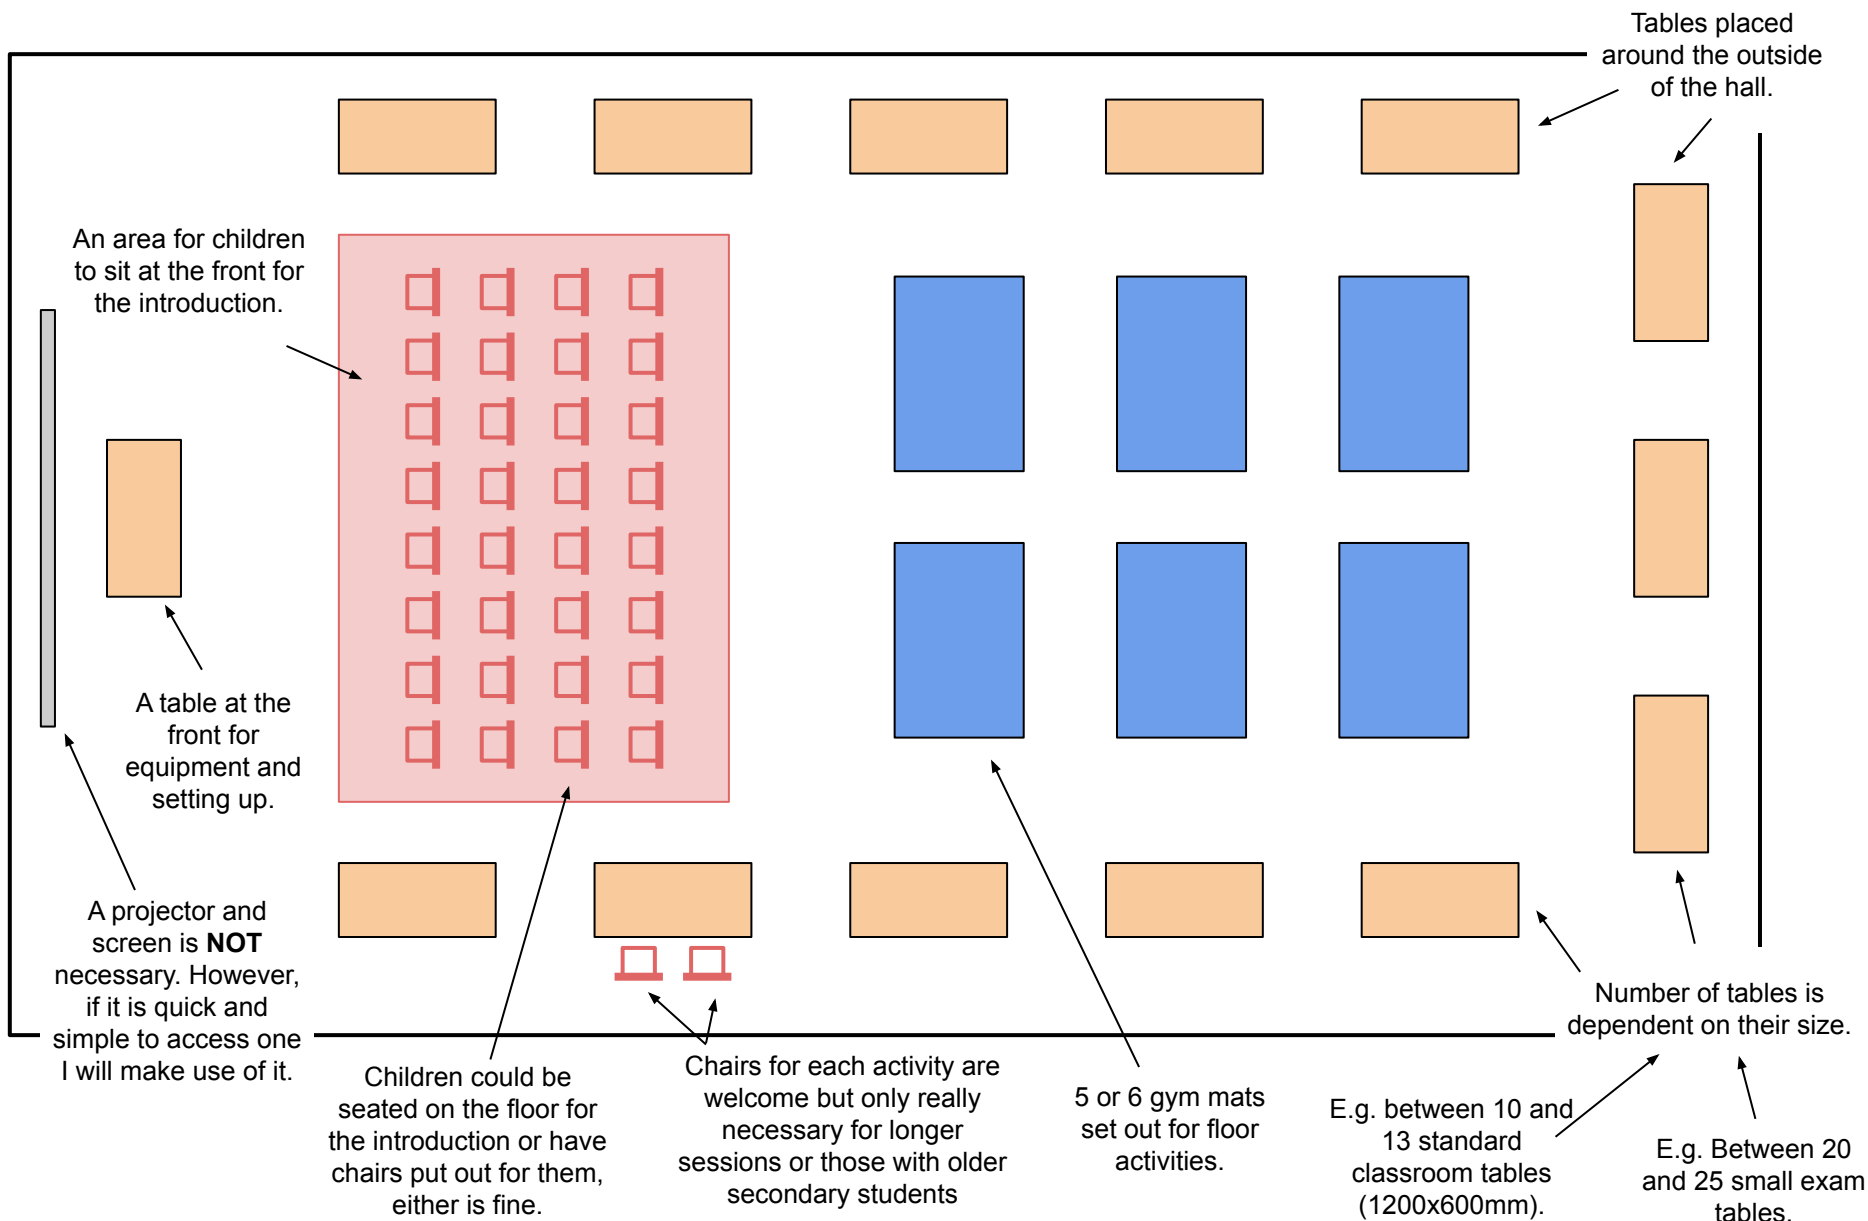 Tables placed
around the outside
of the hall.
An area for children
to sit at the front for
the introduction.
A table at the
front for
equipment and
setting up.
A projector and
screen is NOT
necessary. However,
if it is quick and
simple to access one
I will make use of it.
Children could be
seated on the floor for
the introduction or have
chairs put out for them,
either is fine.
Chairs for each activity are
welcome but only really
necessary for longer
sessions or those with older
secondary students
5 or 6 gym mats
set out for floor
activities.
Number of tables is
dependent on their size.
E.g. between 10 and
13 standard
classroom tables
(1200x600mm).
E.g. Between 20
and 25 small exam
tables.